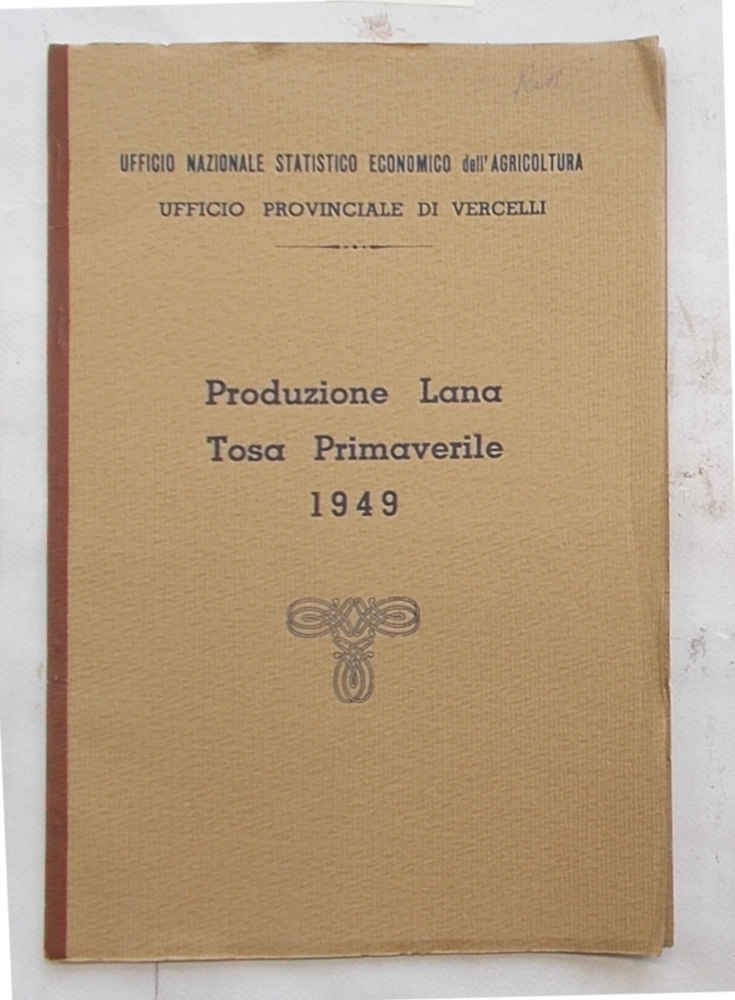 UFFICIO NAZIONALE STATISTICO ECONOMICO dell'AGRICOLTURA
UFFICIO PROVINCIALE DI VERCELLI
Produzione Lana
Tosa Primaverile
1949